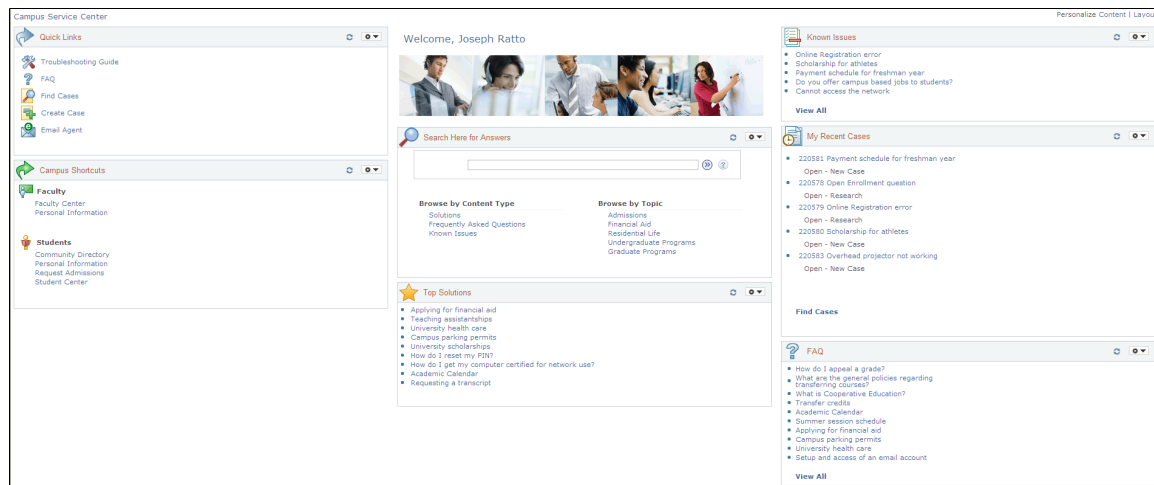 Campus Service Center
Personalize Content | Layou
Quick Links
Troubleshooting Guide
FAQ
Find Cases
Create Case
Email Agent
Campus Shortcuts
Faculty
Faculty Center
Personal Information
Students
Community Directory
Personal Information
Request Admissions
Student Center
Welcome, Joseph Ratto
Search Here for Answers
Browse by Content Type
Solutions
Frequently Asked Questions
Known Issues
Browse by Topic
Admissions
Financial Aid
Residential Life
Undergraduate Programs
Graduate Programs
Top Solutions
Applying for financial aid
Teaching assistantships
University health care
Campus parking permits
University scholarships
How do I reset my PIN?
How do I get my computer certified for network use?
Academic Calendar
Requesting a transcript
Known Issues
Online Registration error
Scholarship for athletes
Payment schedule for freshman year
Do you offer campus based jobs to students?
Cannot access the network
View All
My Recent Cases
220581 Payment schedule for freshman year
Open - New Case
220578 Open Enrollment question
Open - Research
220579 Online Registration error
Open - Research
220580 Scholarship for athletes
Open - New Case
220583 Overhead projector not working
Open - New Case
Find Cases
FAQ
How do I appeal a grade?
What are the general policies regarding
transferring courses?
What is Cooperative Education?
Transfer credits
Academic Calendar
Summer session schedule
Applying for financial aid
Campus parking permits
University health care
Setup and access of an email account
View All